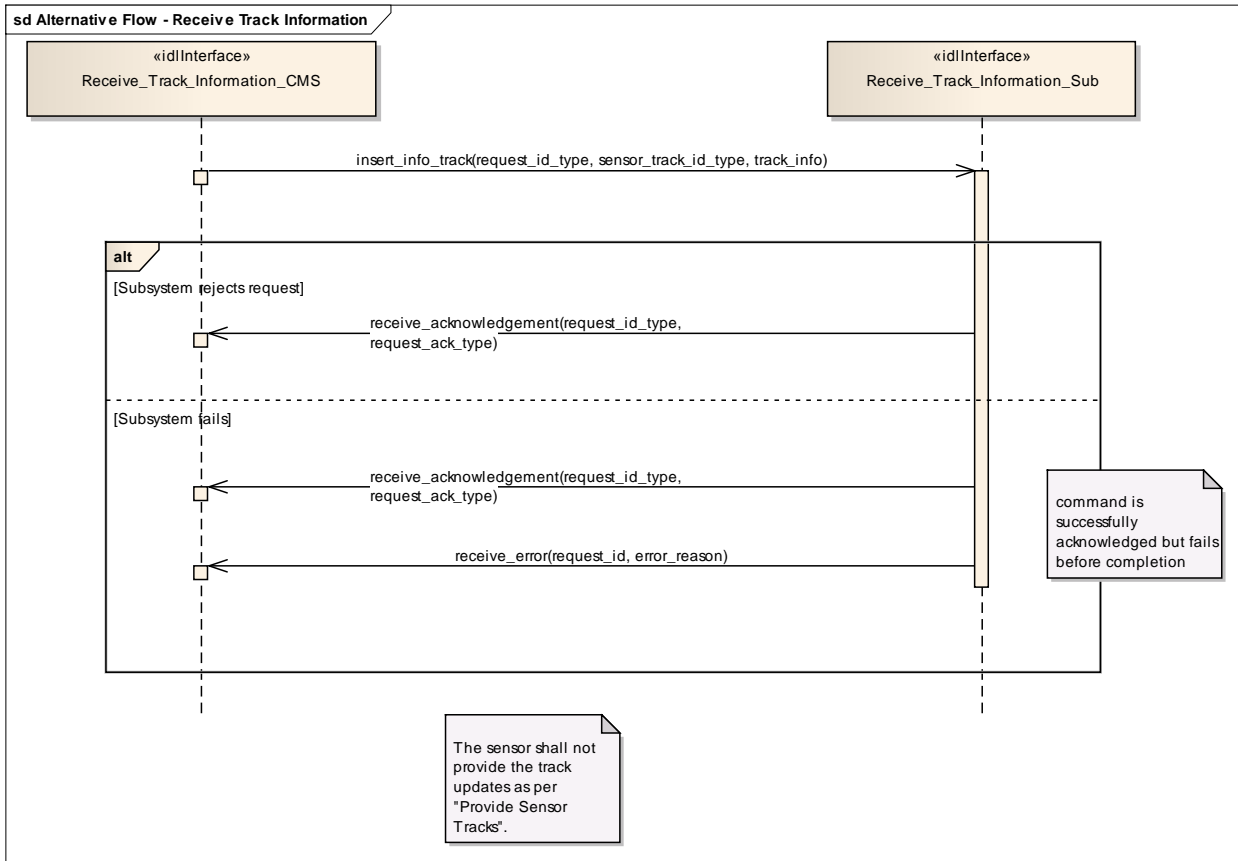 sd Alternative Flow - Receive Track Information
«idlInterface»
Receive_Track_Information_CMS
«idlInterface»
Receive_Track_Information_Sub
insert_info_track(request_id_type, sensor_track_id_type, track_info)
alt
[Subsystem rejects request]
receive_acknowledgement(request_id_type,
request_ack_type)
[Subsystem fails]
receive_acknowledgement(request_id_type,
request_ack_type)
command is
successfully
acknowledged but fails
before completion
receive_error(request_id, error_reason)
The sensor shall not
provide the track
updates as per
"Provide Sensor
Tracks".